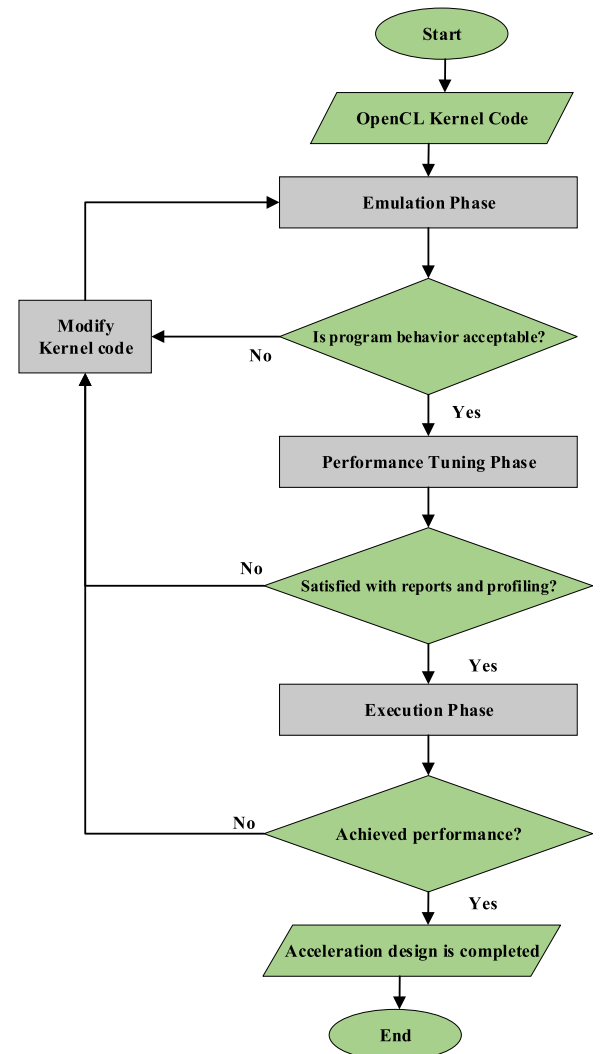 Start
OpenCL Kernel Code
Emulation Phase
Modify
Kernel code
Is program behavior acceptable?
No
Yes
Performance Tuning Phase
No
Satisfied with reports and profiling?
Yes
Execution Phase
No
Achieved performance?
Yes
Acceleration design is completed
End